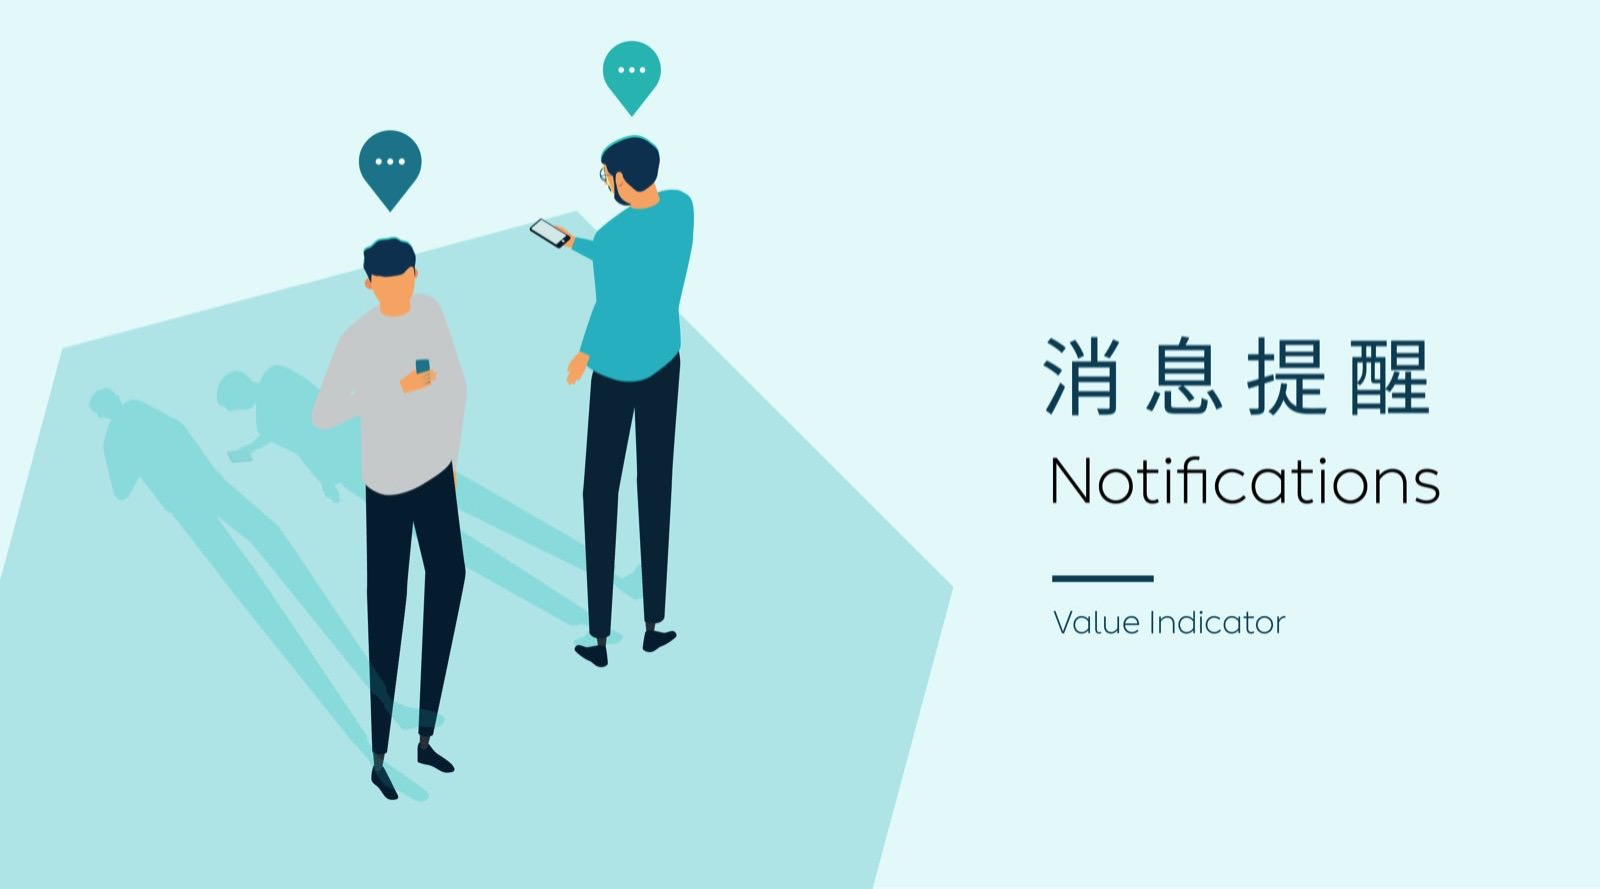 消息提醒
Notifications
Value Indicator